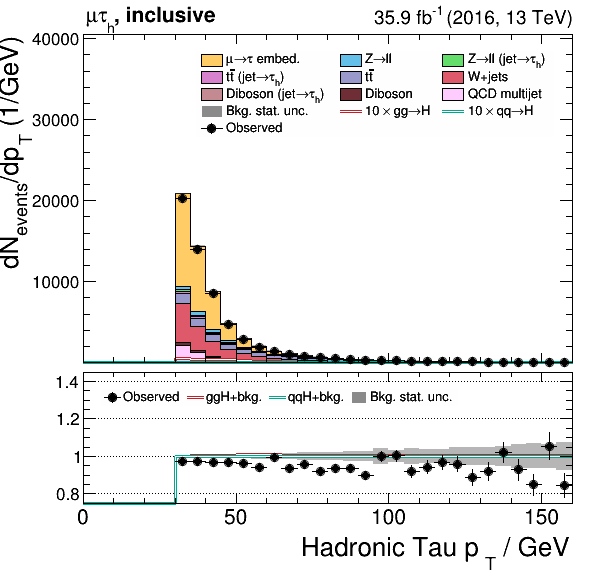 μτh, inclusive 35.9 fb-1 (2016, 13 TeV)
40000
30000
20000
10000
dNevents/dpT (1/GeV)
μ→τ embed. Z→ll Z→ll (jet→τh)
tt̄ (jet→τh) tt̄ W+jets
Diboson (jet→τh) Diboson QCD multijet
Bkg. stat. unc. 10 × gg→H 10 × qq→H
Observed
1.4
1.2
1
0.8
Observed ggH+bkg. qqH+bkg. Bkg. stat. unc.
0 50 100 150
Hadronic Tau pT / GeV